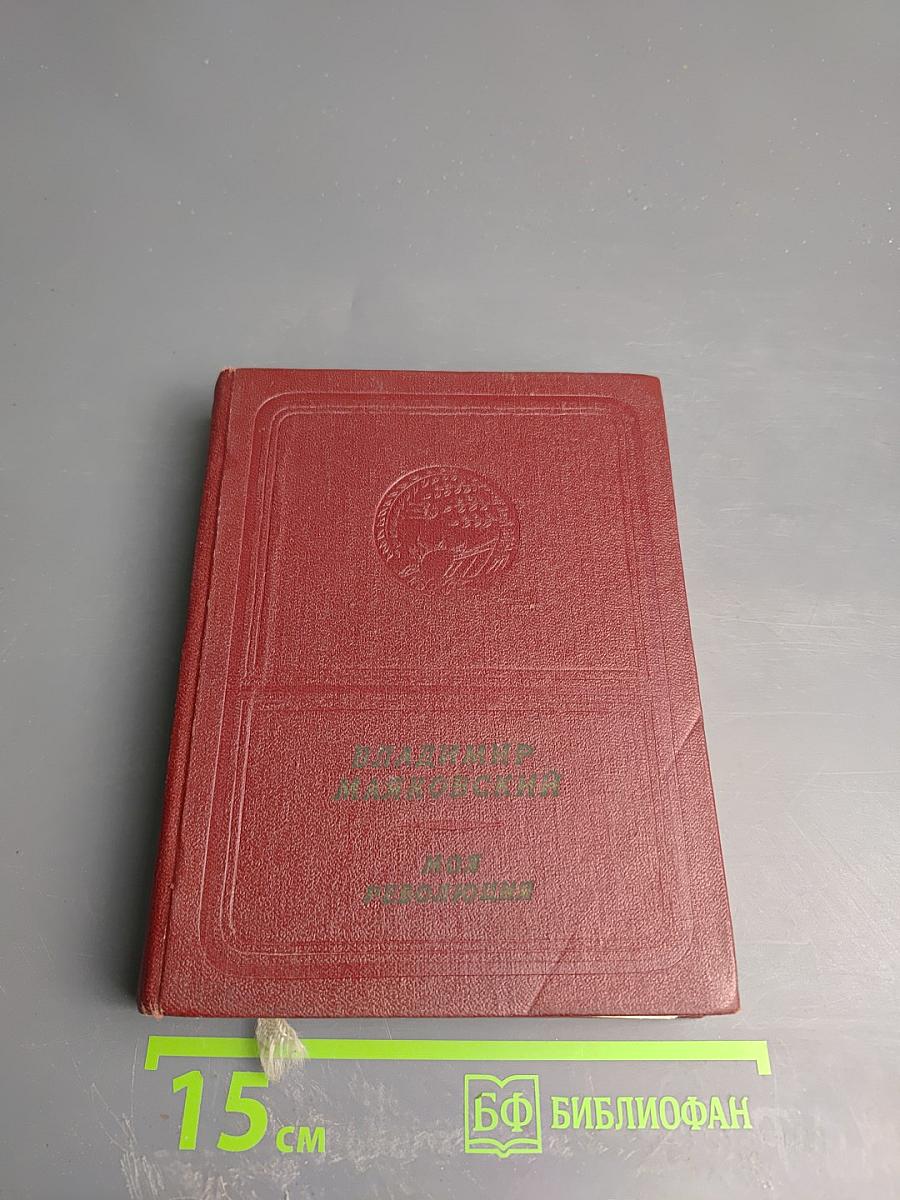 ВЛАДИМИР
МАЯКОВСКИЙ
МОЯ
РЕВОЛЮЦИЯ
15 см
БФ БИБЛИОФАН